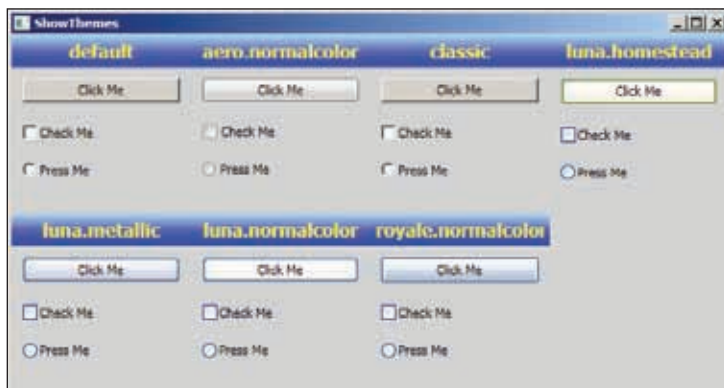 ShowThemes
default aero.normalcolor classic luna.homestead
Click Me Click Me Click Me Click Me
Check Me Check Me Check Me Check Me
Press Me Press Me Press Me Press Me
luna.metallic luna.normalcolor royale.normalcolor
Click Me Click Me Click Me
Check Me Check Me Check Me
Press Me Press Me Press Me